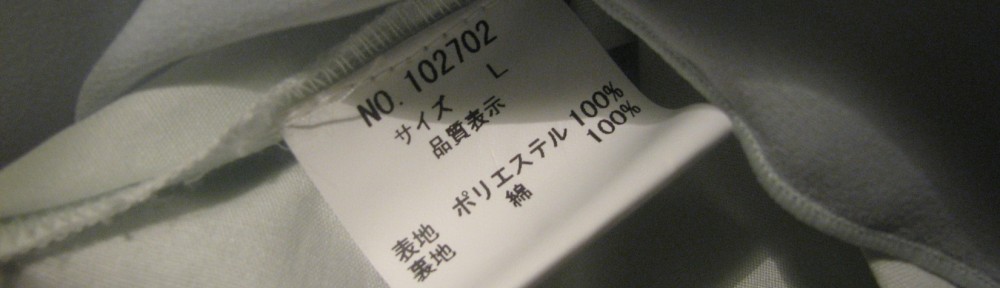 NO. 102702
サイズ L
品質表示
表地 ポリエステル 100%
裏地 綿 100%